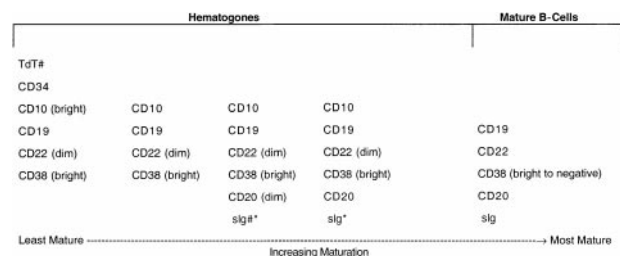 Hematogones Mature B-Cells
TdT#
CD34
CD10 (bright) CD10 CD10 CD10
CD19 CD19 CD19 CD19 CD19
CD22 (dim) CD22 (dim) CD22 (dim) CD22 (dim) CD22
CD38 (bright) CD38 (bright) CD38 (bright) CD38 (bright) CD38 (bright to negative)
CD20 (dim) CD20 CD20
sIg#* sIg* sIg
Least Mature Most Mature
Increasing Maturation